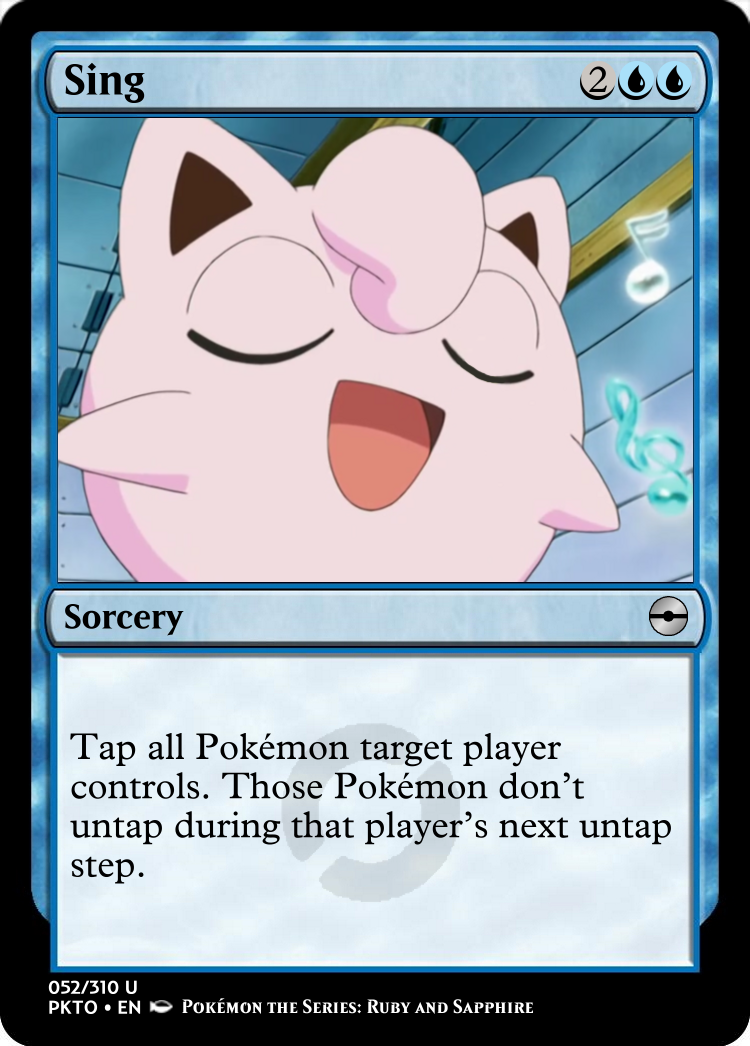 Sing 2
Sorcery
Tap all Pokémon target player
controls. Those Pokémon don't
untap during that player's next untap
step.
052/310 U
PKTO • EN Pokémon the Series: Ruby and Sapphire